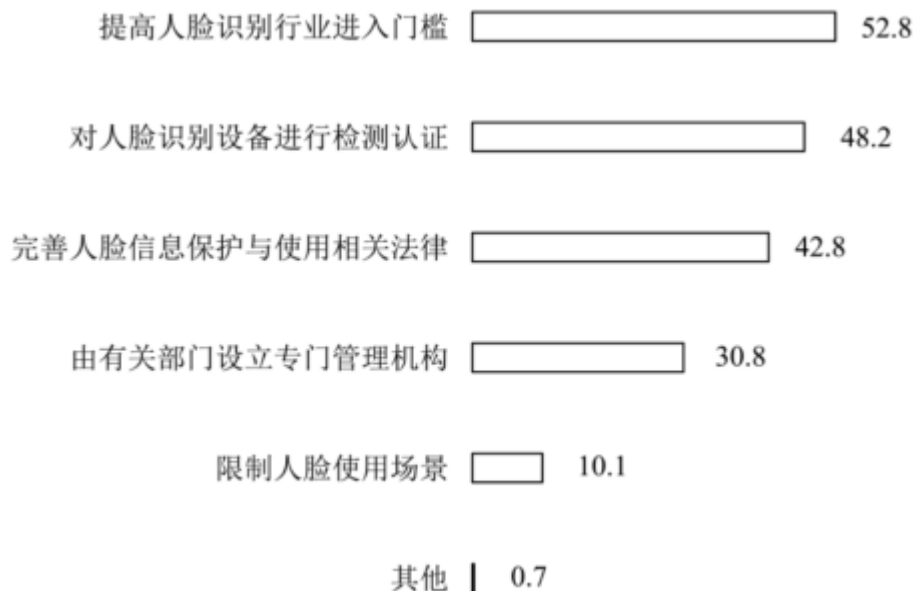 提高人脸识别行业进入门槛 52.8
对人脸识别设备进行检测认证 48.2
完善人脸信息保护与使用相关法律 42.8
由有关部门设立专门管理机构 30.8
限制人脸使用场景 10.1
其他 0.7